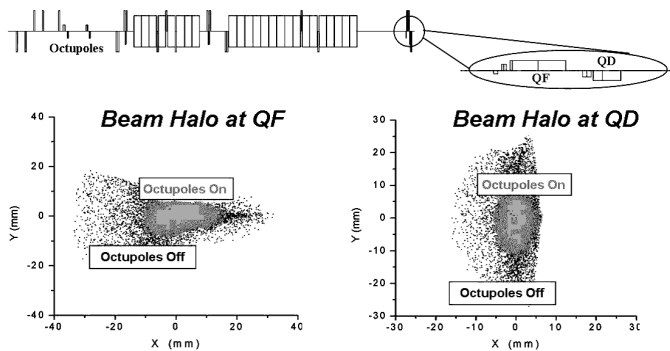 Octupoles
QD
QF
Beam Halo at QF
Beam Halo at QD
40
20
0
-20
-40
Y (mm)
Octupoles On
Octupoles Off
-40
-20
0
20
40
X (mm)
30
20
10
0
-10
-20
-30
Y (mm)
Octupoles On
Octupoles Off
-30
-20
-10
0
10
20
30
X (mm)